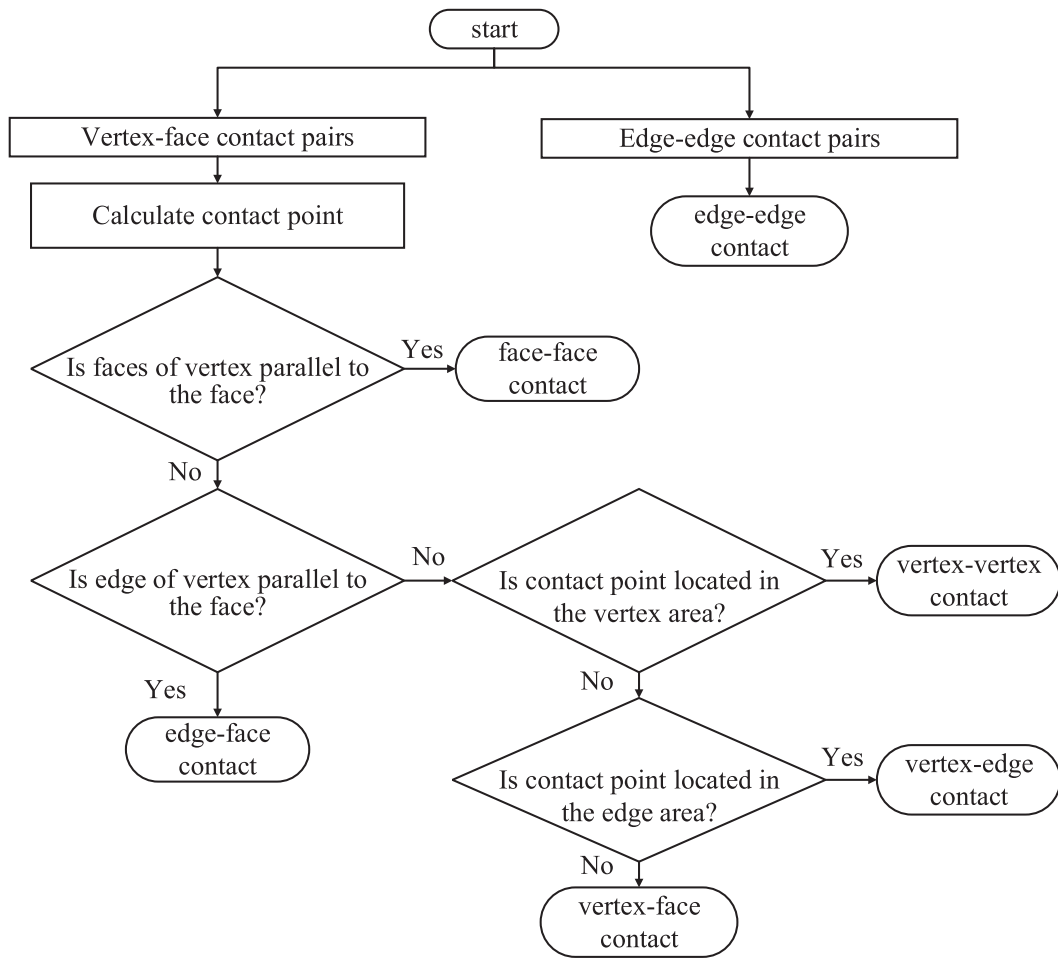 start
Vertex-face contact pairs
Edge-edge contact pairs
Calculate contact point
edge-edge
contact
Is faces of vertex parallel to
the face?
Yes
face-face
contact
No
Is edge of vertex parallel to
the face?
No
Is contact point located in
the vertex area?
Yes
vertex-vertex
contact
Yes
edge-face
contact
No
Is contact point located in
the edge area?
Yes
vertex-edge
contact
No
vertex-face
contact